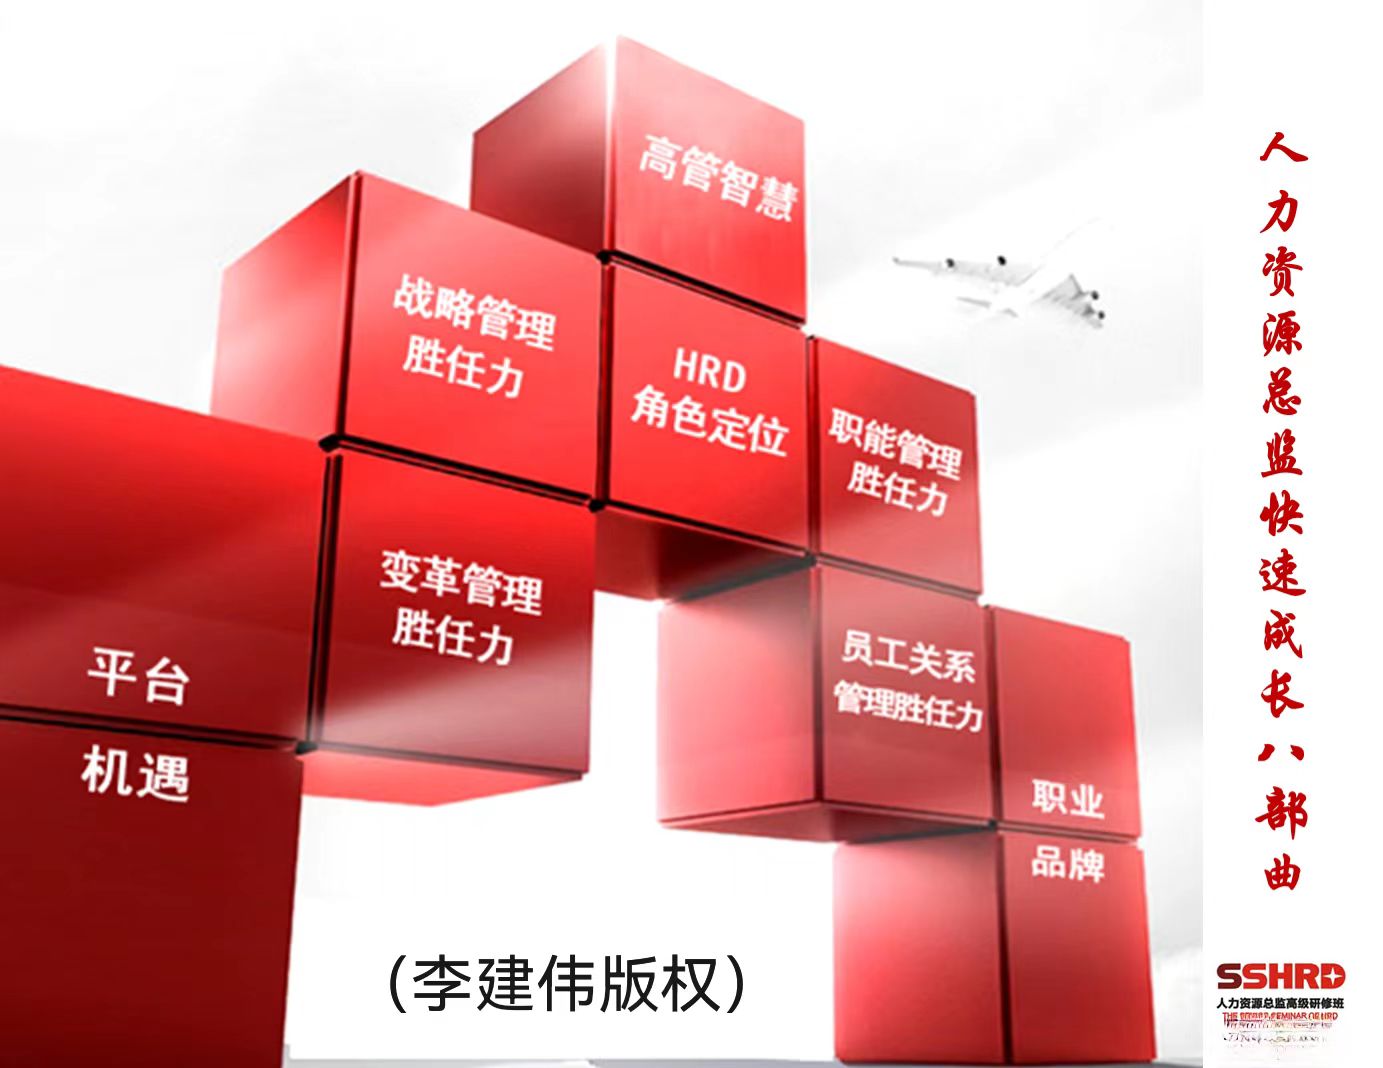 高管智慧
战略管理
胜任力
HRD
角色定位
职能管理
胜任力
变革管理
胜任力
员工关系
管理胜任力
平台
机遇
职业
品牌
（李建伟版权）
人力资源总监快速成长八部曲
SSHRD
人力资源总监高级研修班